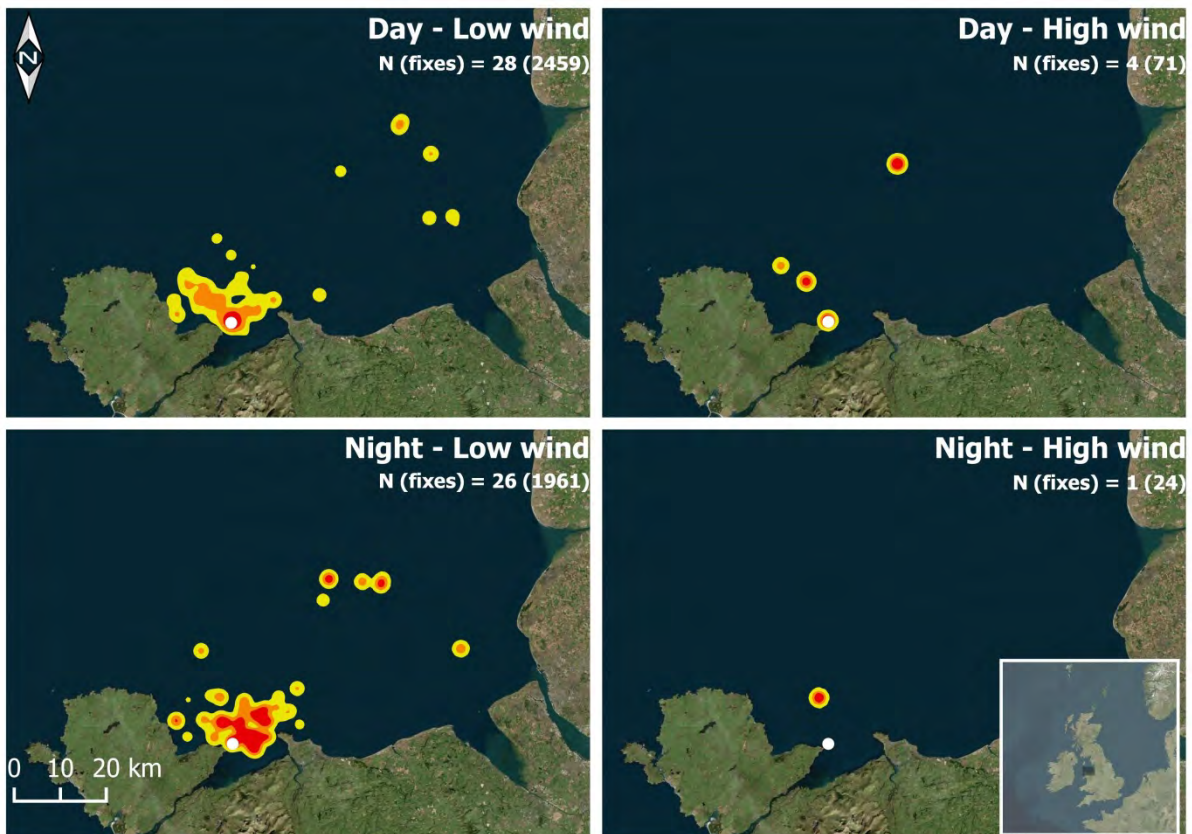 Day - Low wind
N (fixes) = 28 (2459)
N
Day - High wind
N (fixes) = 4 (71)
Night - Low wind
N (fixes) = 26 (1961)
0 10 20 km
Night - High wind
N (fixes) = 1 (24)